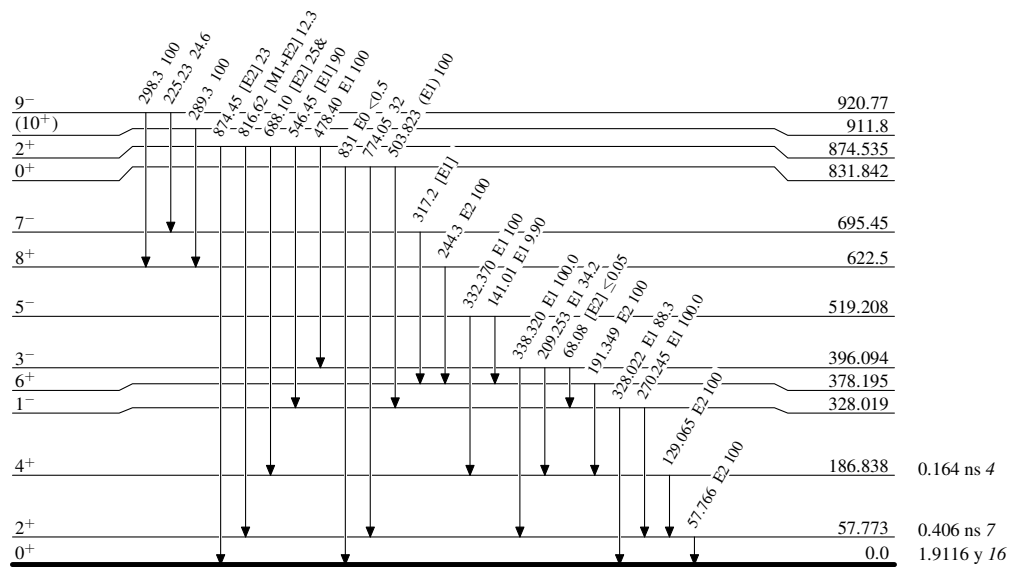 298.3 100
225.23 24.6
289.3 100
874.45 [E2] 23
816.62 [M1+E2] 12.3
688.10 [E2] 25&
546.45 [E1] 90
478.40 E1 100
831 E0 ≤0.5
774.05 32
503.823 (E1) 100
317.2 [E1]
244.3 E2 100
332.370 E1 100
141.01 E1 9.90
338.320 E1 100.0
209.253 E1 34.2
68.08 [E2] ≤0.05
191.349 E2 100
328.022 E1 88.3
270.245 E1 100.0
129.065 E2 100
57.766 E2 100
9⁻ 920.77
(10⁺) 911.8
2⁺ 874.535
0⁺ 831.842
7⁻ 695.45
8⁺ 622.5
5⁻ 519.208
3⁻ 396.094
6⁺ 378.195
1⁻ 328.019
4⁺ 186.838 0.164 ns 4
2⁺ 57.773 0.406 ns 7
0⁺ 0.0 1.9116 y 16